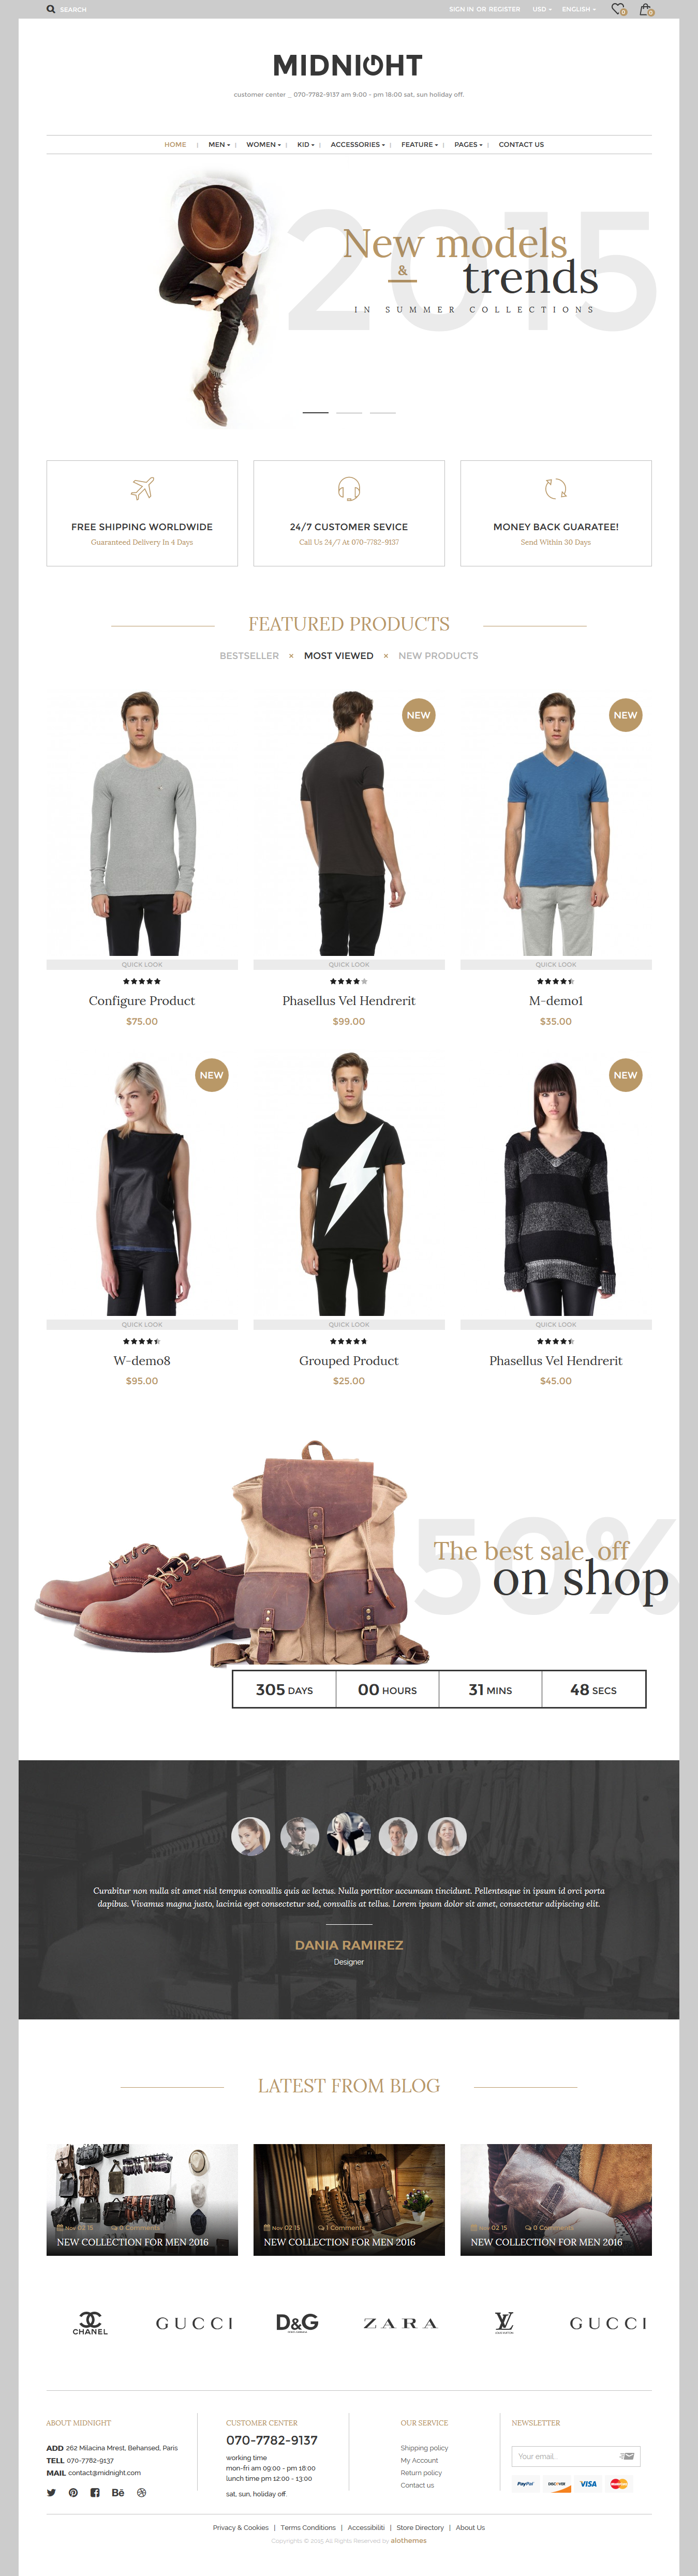 SEARCH
SIGN IN OR REGISTER USD ENGLISH 0 0
MIDNIGHT
customer center _ 070-7782-9137 am 9:00 - pm 18:00 sat, sun holiday off.
HOME | MEN | WOMEN | KID | ACCESSORIES | FEATURE | PAGES | CONTACT US
2015
New models
&
trends
IN SUMMER COLLECTIONS
FREE SHIPPING WORLDWIDE
Guaranteed Delivery In 4 Days
24/7 CUSTOMER SEVICE
Call Us 24/7 At 070-7782-9137
MONEY BACK GUARATEE!
Send Within 30 Days
FEATURED PRODUCTS
BESTSELLER × MOST VIEWED × NEW PRODUCTS
NEW
NEW
QUICK LOOK
QUICK LOOK
QUICK LOOK
Configure Product
Phasellus Vel Hendrerit
M-demo1
$75.00
$99.00
$35.00
NEW
NEW
QUICK LOOK
QUICK LOOK
QUICK LOOK
W-demo8
Grouped Product
Phasellus Vel Hendrerit
$95.00
$25.00
$45.00
50%
The best sale off
on shop
305 DAYS
00 HOURS
31 MINS
48 SECS
Curabitur non nulla sit amet nisl tempus convallis quis ac lectus. Nulla porttitor accumsan tincidunt. Pellentesque in ipsum id orci porta
dapibus. Vivamus magna justo, lacinia eget consectetur sed, convallis at tellus. Lorem ipsum dolor sit amet, consectetur adipiscing elit.
DANIA RAMIREZ
Designer
LATEST FROM BLOG
Nov 02 15 0 Comments
NEW COLLECTION FOR MEN 2016
Nov 02 15 1 Comments
NEW COLLECTION FOR MEN 2016
Nov 02 15 0 Comments
NEW COLLECTION FOR MEN 2016
CHANEL
GUCCI
D&G
ZARA
LV
GUCCI
ABOUT MIDNIGHT
ADD 262 Milacina Mrest, Behansed, Paris
TELL 070-7782-9137
MAIL contact@midnight.com
Bē
CUSTOMER CENTER
070-7782-9137
working time
mon-fri am 09:00 - pm 18:00
lunch time pm 12:00 - 13:00
sat, sun, holiday off
OUR SERVICE
Shipping policy
My Account
Return policy
Contact us
NEWSLETTER
Your email..
PayPal DISCOVER VISA MasterCard
Privacy & Cookies | Terms Conditions | Accessibiliti | Store Directory | About Us
Copyrights © 2015 All Rights Reserved by alothemes